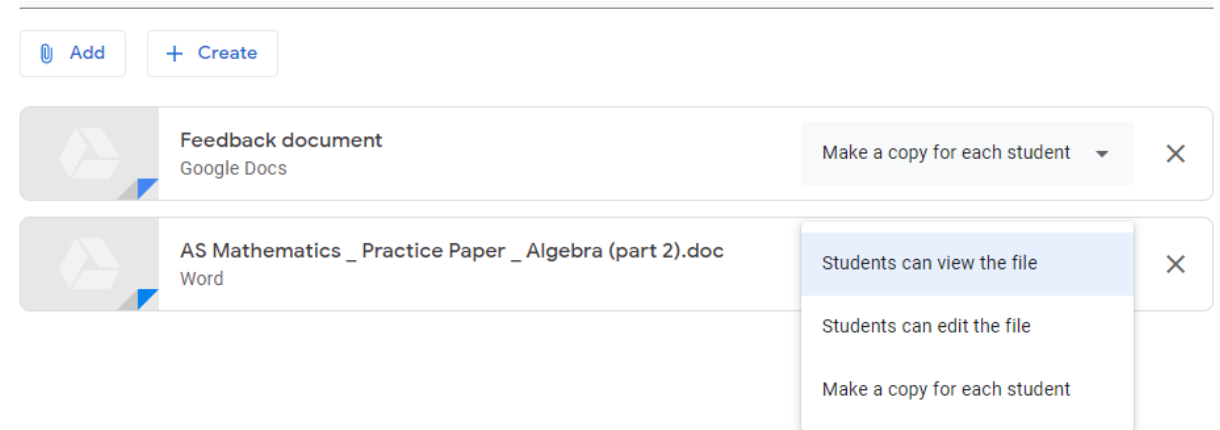 Add
+ Create
Feedback document
Google Docs
Make a copy for each student
AS Mathematics _ Practice Paper _ Algebra (part 2).doc
Word
Students can view the file
Students can edit the file
Make a copy for each student